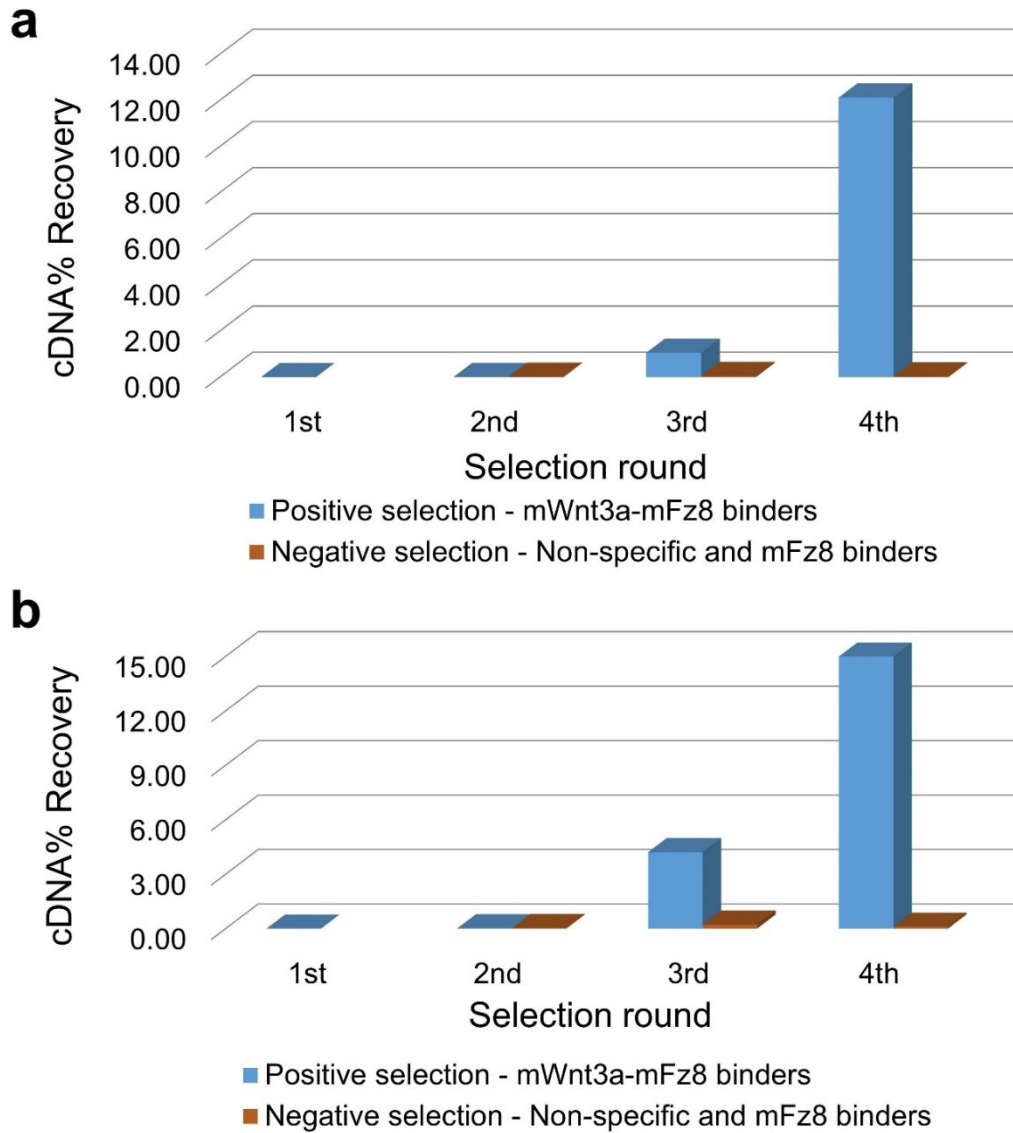 a
14.00
12.00
10.00
8.00
6.00
4.00
2.00
0.00
cDNA% Recovery
1st 2nd 3rd 4th
Selection round
Positive selection - mWnt3a-mFz8 binders
Negative selection - Non-specific and mFz8 binders
b
15.00
12.00
9.00
6.00
3.00
0.00
cDNA% Recovery
1st 2nd 3rd 4th
Selection round
Positive selection - mWnt3a-mFz8 binders
Negative selection - Non-specific and mFz8 binders